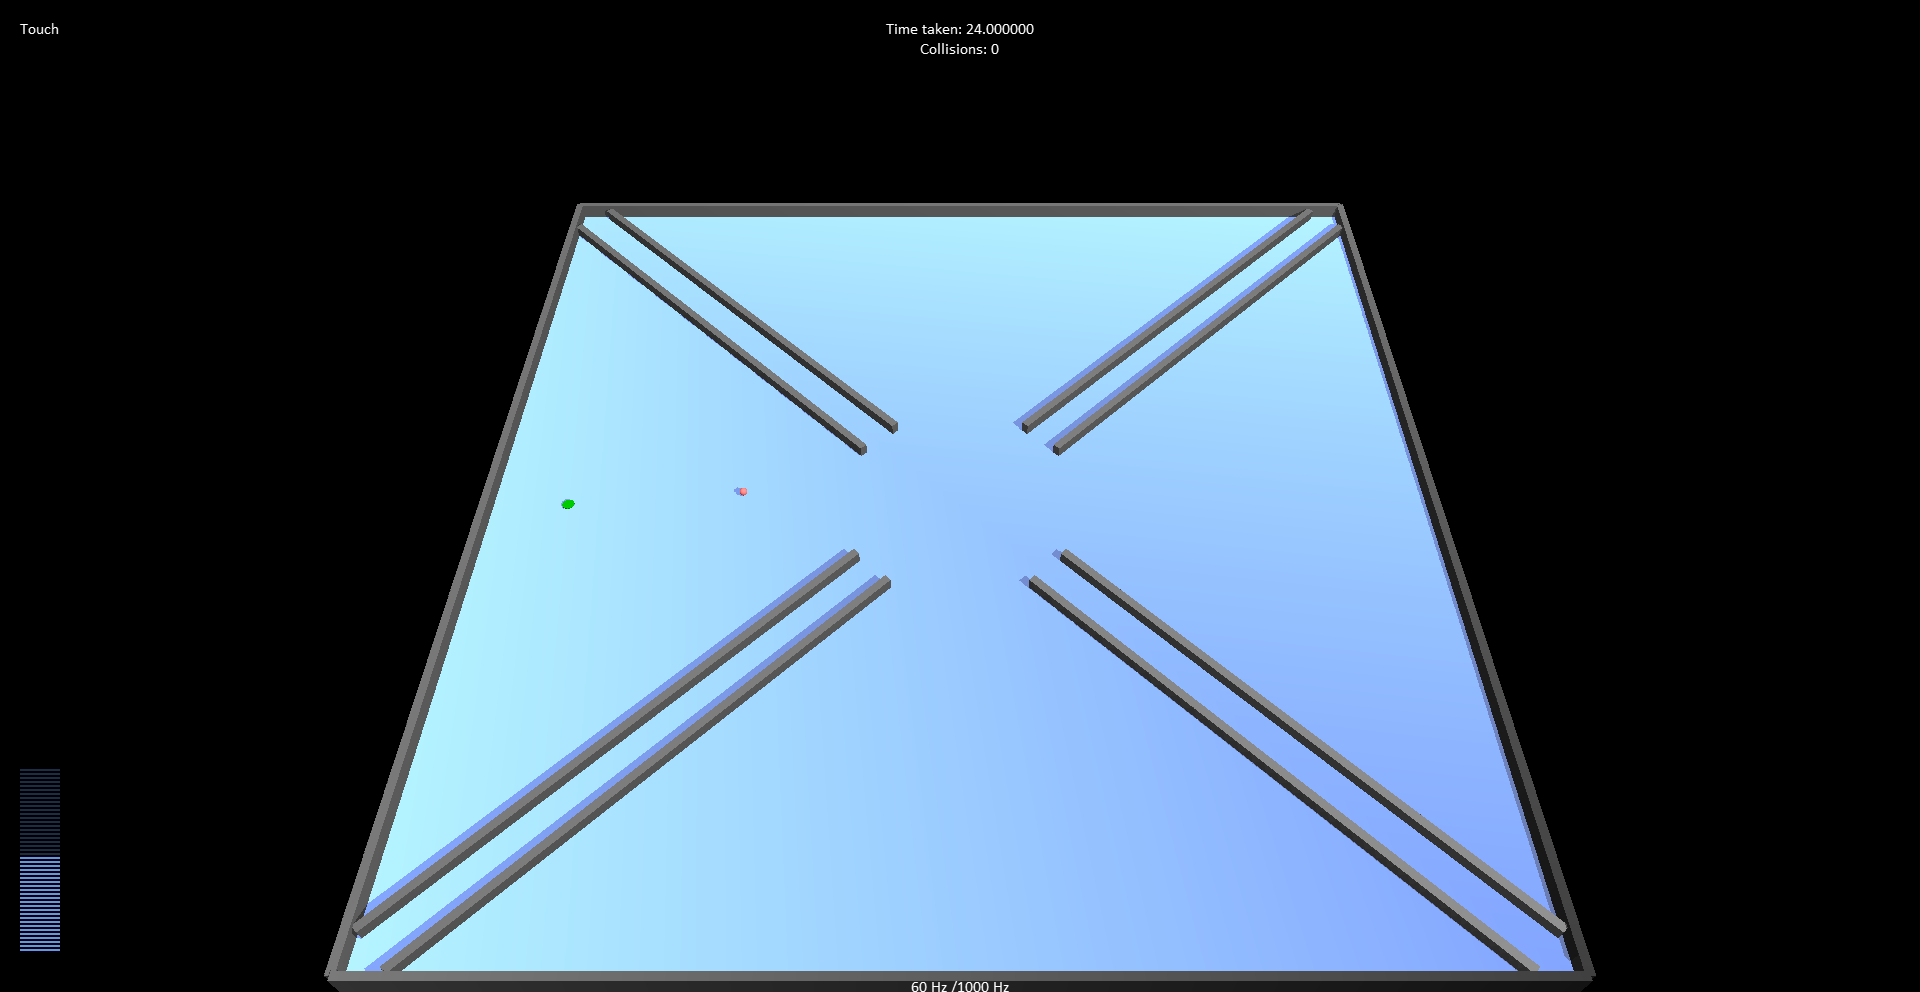 Touch
Time taken: 24.000000
Collisions: 0
60 Hz /1000 Hz